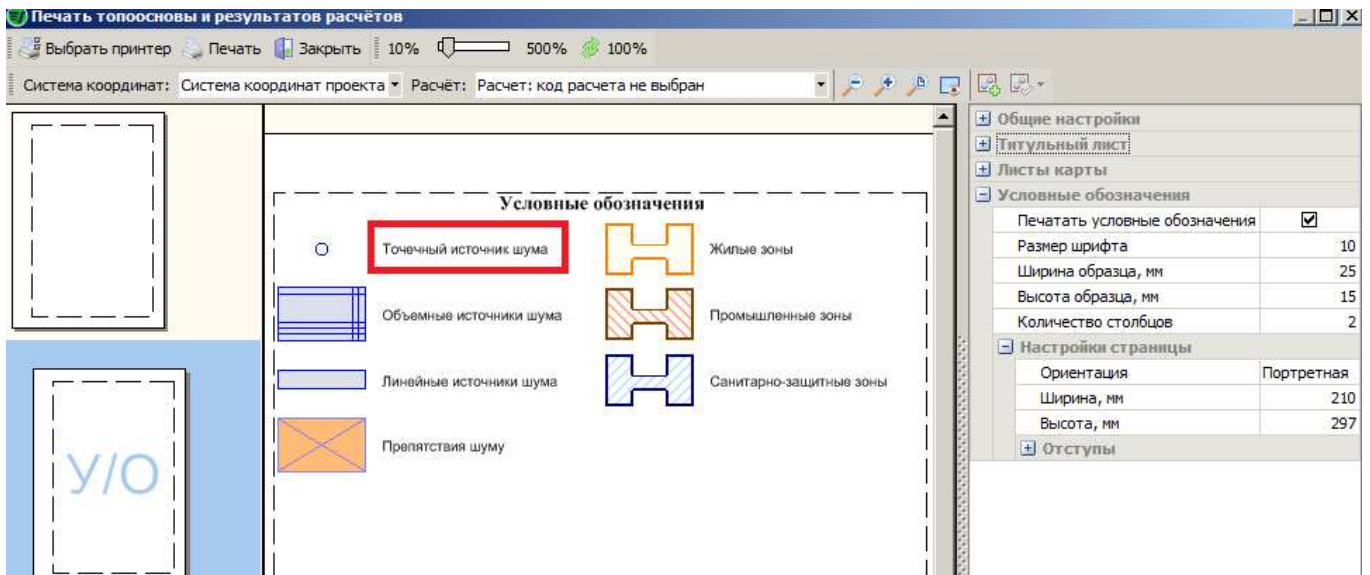 Печать топоосновы и результатов расчётов
Выбрать принтер Печать Закрыть 10% 500% 100%
Система координат: Система координат проекта Расчёт: Расчет: код расчета не выбран
Общие настройки
Титульный лист
Листы карты
Условные обозначения
Печатать условные обозначения
Размер шрифта 10
Ширина образца, мм 25
Высота образца, мм 15
Количество столбцов 2
Настройки страницы
Ориентация Портретная
Ширина, мм 210
Высота, мм 297
Отступы
Условные обозначения
Точечный источник шума Жилые зоны
Объемные источники шума Промышленные зоны
Линейные источники шума Санитарно-защитные зоны
Препятствия шуму
У/О